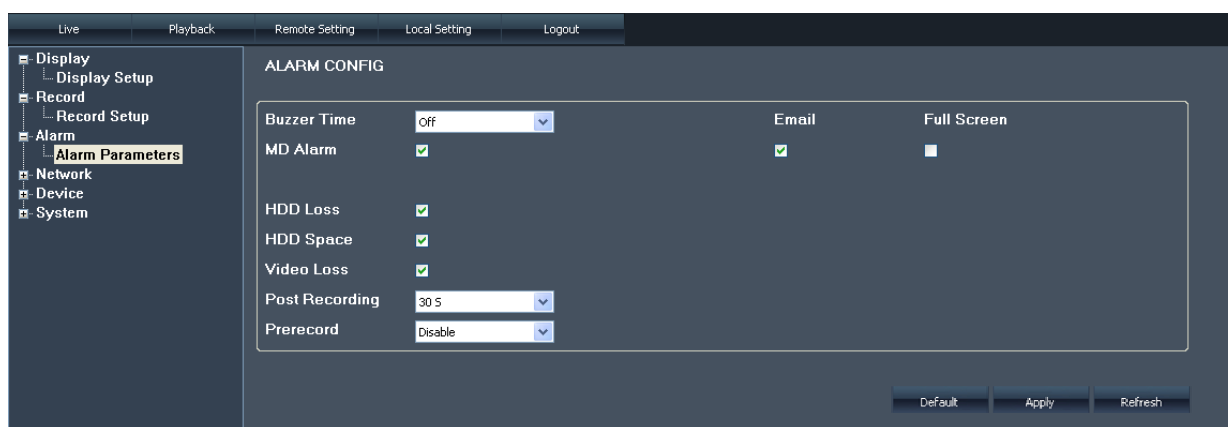 Live Playback Remote Setting Local Setting Logout
Display
Display Setup
Record
Record Setup
Alarm
Alarm Parameters
Network
Device
System
ALARM CONFIG
Buzzer Time Off Email Full Screen
MD Alarm
HDD Loss
HDD Space
Video Loss
Post Recording 30 S
Prerecord Disable
Default Apply Refresh